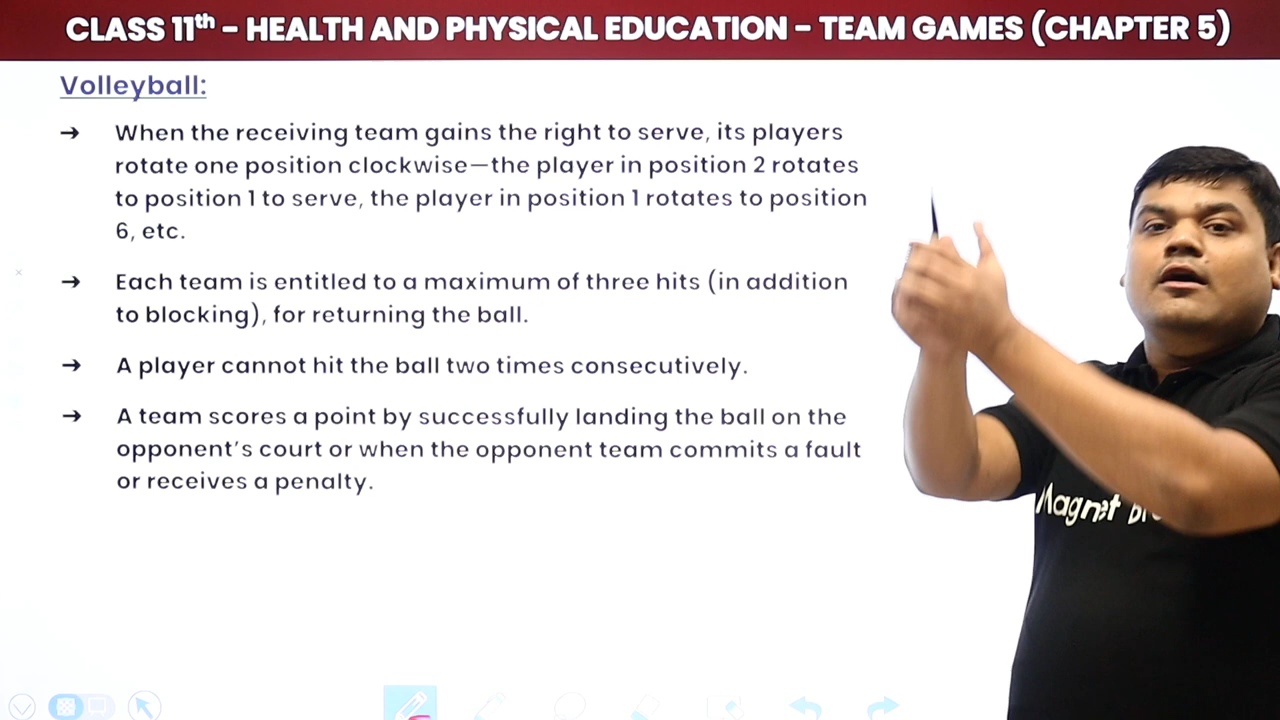 CLASS 11th – HEALTH AND PHYSICAL EDUCATION – TEAM GAMES (CHAPTER 5)
Volleyball:
→ When the receiving team gains the right to serve, its players
rotate one position clockwise—the player in position 2 rotates
to position 1 to serve, the player in position 1 rotates to position
6, etc.
→ Each team is entitled to a maximum of three hits (in addition
to blocking), for returning the ball.
→ A player cannot hit the ball two times consecutively.
→ A team scores a point by successfully landing the ball on the
opponent’s court or when the opponent team commits a fault
or receives a penalty.
Magnet